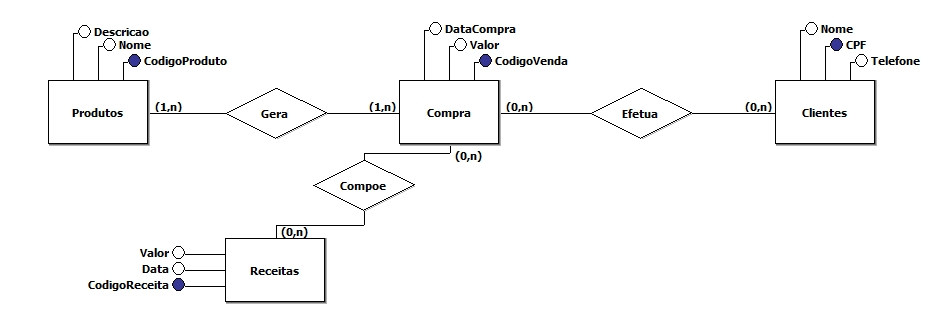 Descricao
Nome
CodigoProduto
Produtos
(1,n)
Gera
(1,n)
DataCompra
Valor
CodigoVenda
Compra
(0,n)
Efetua
(0,n)
Nome
CPF
Telefone
Clientes
(0,n)
Compoe
(0,n)
Valor
Data
CodigoReceita
Receitas